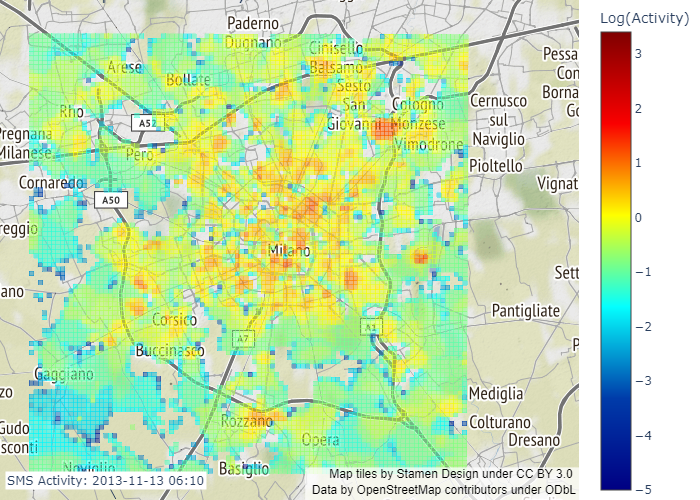 Log(Activity)
3
2
1
0
−1
−2
−3
−4
−5
Paderno
Dugnano
Cinisello
Balsamo
Arese
Bollate
Sesto
San
Giovanni
Cologno
Monzese
Rho
A52
Pero
Pregnana
Milanese
Vimodrone
Cernusco
sul
Naviglio
Pioltello
Pessa
Con
Borna
Go
Cornaredo
A50
Vignat
reggio
Milano
Sett
ano
Pantigliate
Corsico
A7
A1
Buccinasco
P
Gaggiano
zo
Mediglia
Rozzano
Colturano
Dresano
Gudo
sconti
Opera
Noviglio
Basiglio
SMS Activity: 2013-11-13 06:10
Map tiles by Stamen Design under CC BY 3.0
Data by OpenStreetMap contributors under ODbL